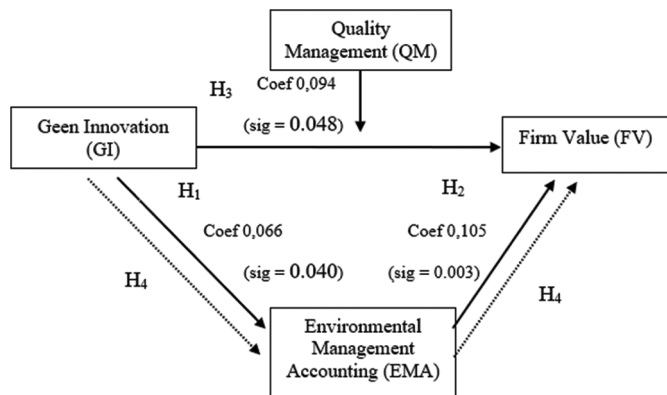 Quality
Management (QM)
H3
Coef 0,094
(sig = 0.048)
Geen Innovation
(GI)
Firm Value (FV)
H1
H2
Coef 0,066
Coef 0,105
H4
(sig = 0.040)
(sig = 0.003)
H4
Environmental
Management
Accounting (EMA)